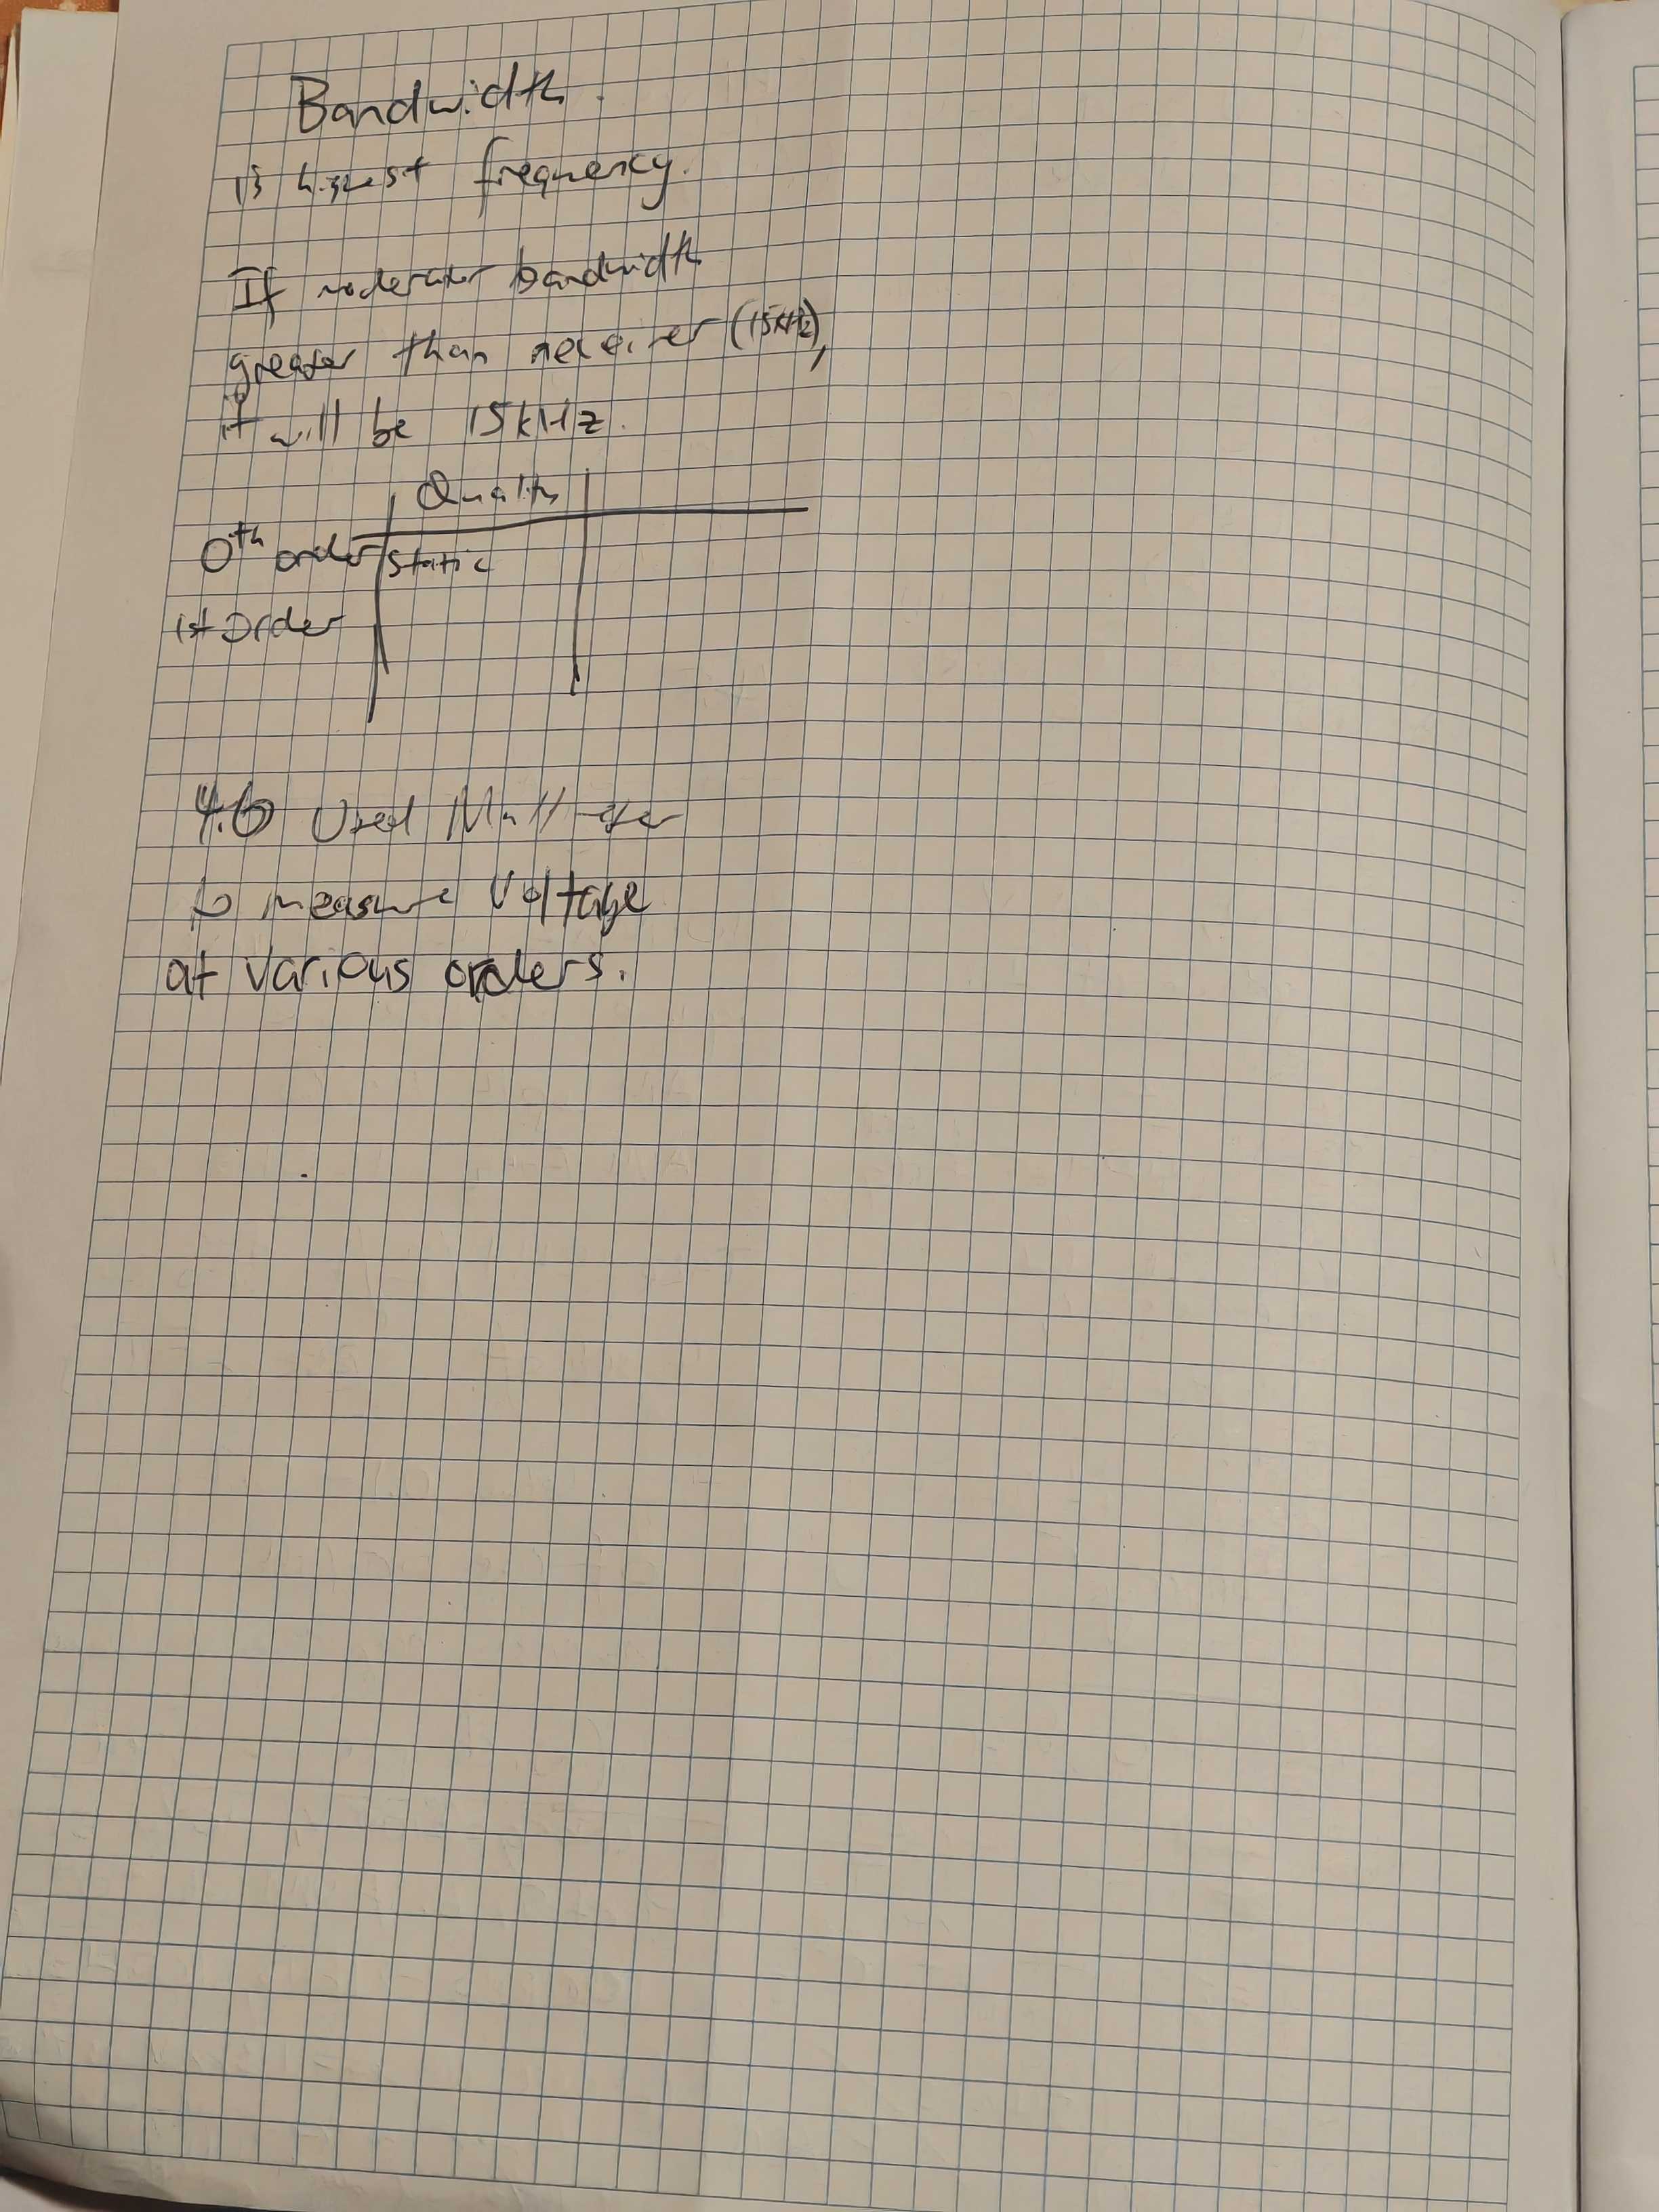 Bandwidth.
is highest frequency.
If moderator bandwidth
greater than receiver (15kHz),
it will be 15kHz.
Quality
0th order static
1st order
4.6 Used Multimeter
to measure Voltage
at various orders.